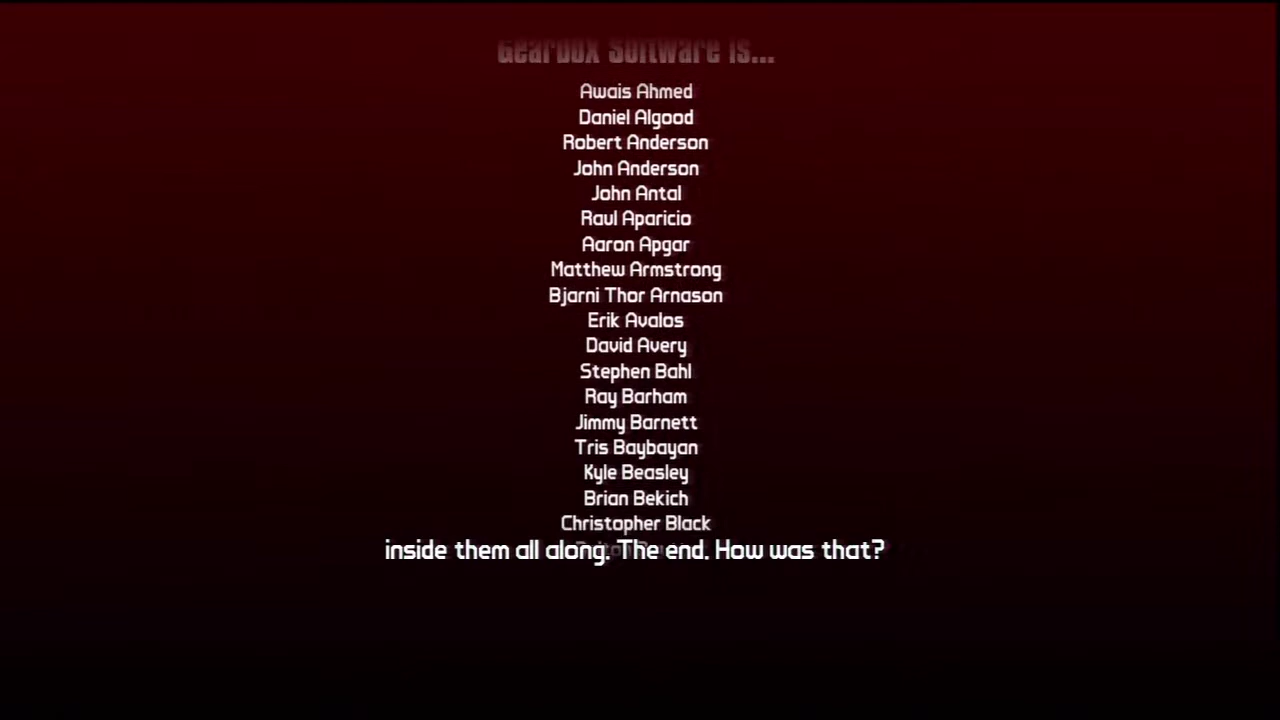 Gearbox Software is...
Awais Ahmed
Daniel Algood
Robert Anderson
John Anderson
John Antal
Raul Aparicio
Aaron Apgar
Matthew Armstrong
Bjarni Thor Arnason
Erik Avalos
David Avery
Stephen Bahl
Ray Barham
Jimmy Barnett
Tris Baybayan
Kyle Beasley
Brian Bekich
Christopher Black
inside them all along. The end. How was that?